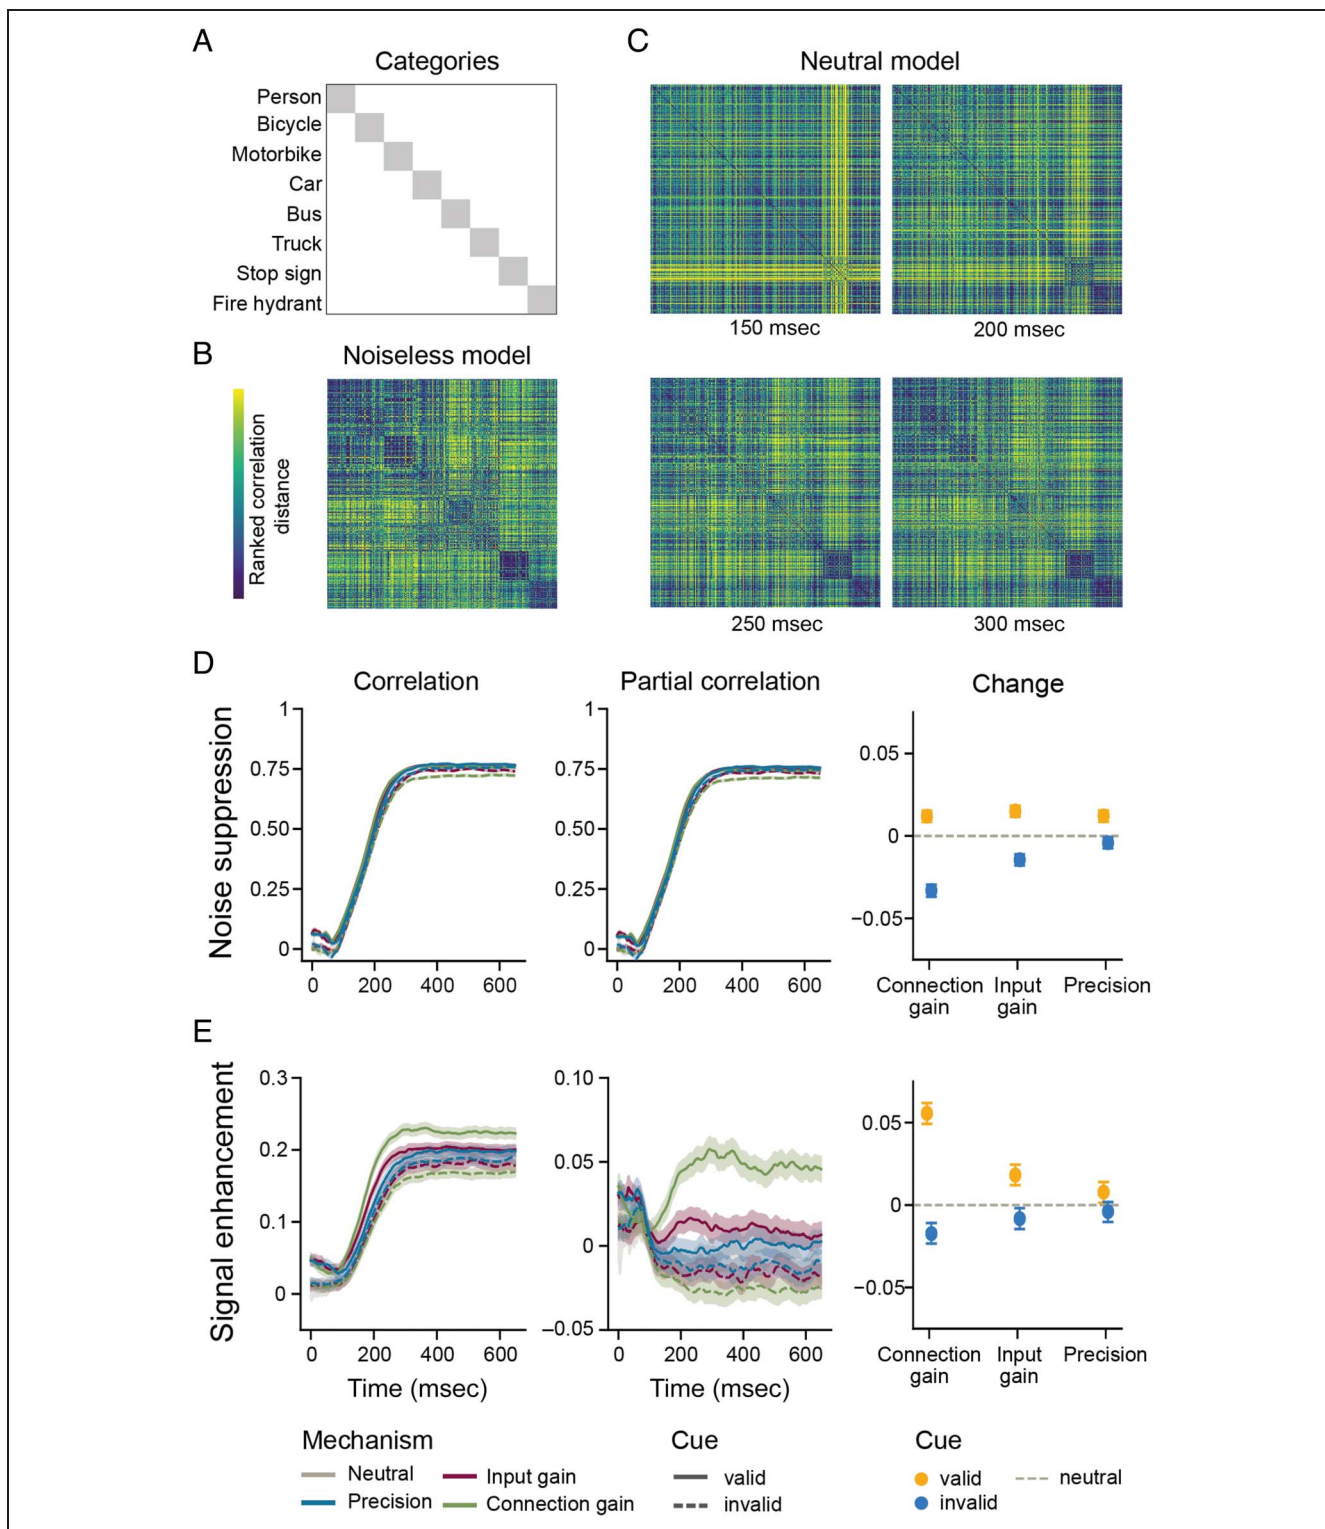 A
Categories
Person
Bicycle
Motorbike
Car
Bus
Truck
Stop sign
Fire hydrant
B
Noiseless model
Ranked correlation
distance
C
Neutral model
150 msec
200 msec
250 msec
300 msec
D
Correlation
Partial correlation
Change
Noise suppression
1
0.75
0.50
0.25
0
0
200
400
600
1
0.75
0.50
0.25
0
0
200
400
600
0.05
0
−0.05
Connection
gain
Input
gain
Precision
E
Signal enhancement
0.3
0.2
0.1
0
0
200
400
600
Time (msec)
0.10
0.05
0
−0.05
0
200
400
600
Time (msec)
0.05
0
−0.05
Connection
gain
Input
gain
Precision
Mechanism
Neutral
Input gain
Precision
Connection gain
Cue
valid
invalid
Cue
valid
neutral
invalid